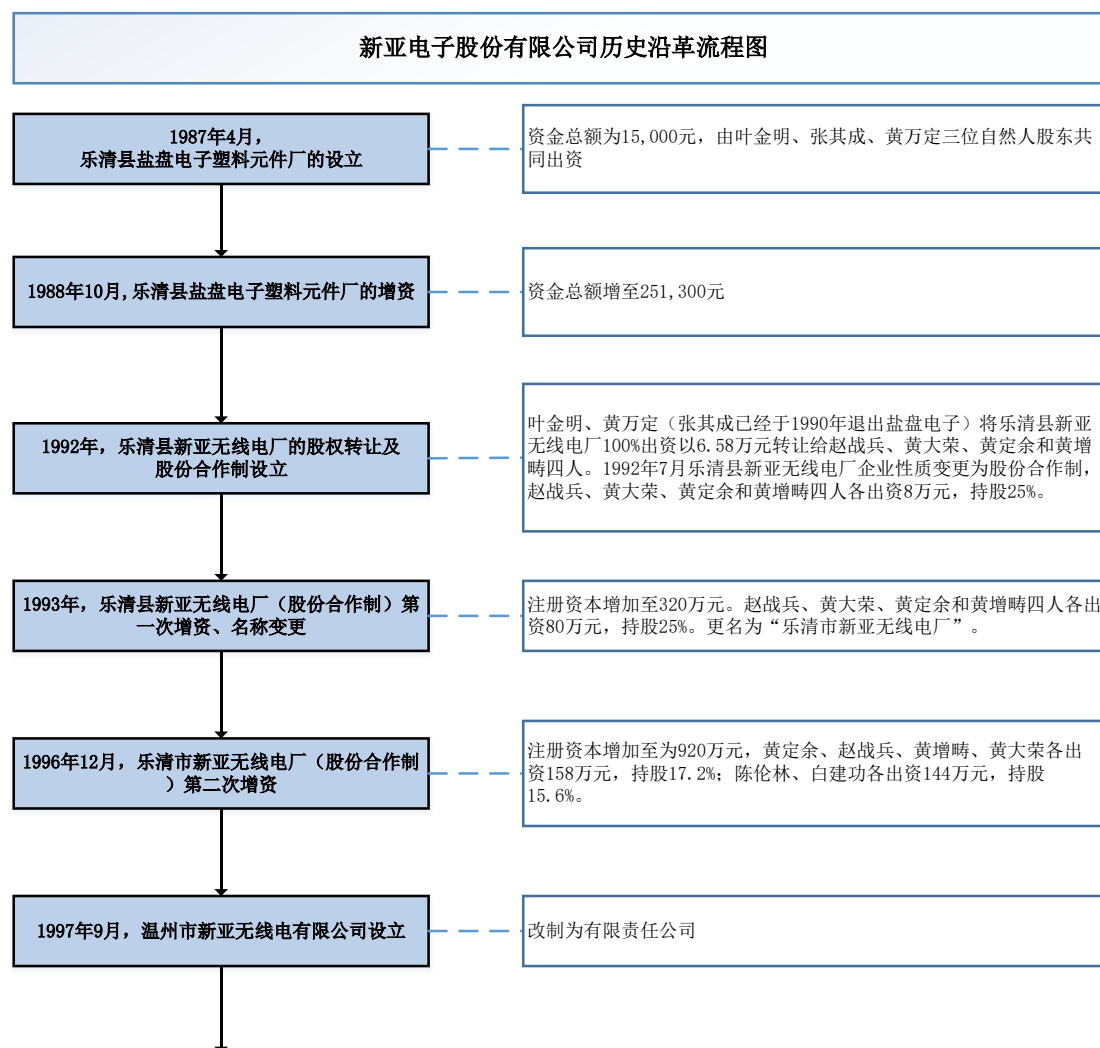 新亚电子股份有限公司历史沿革流程图
1987年4月，
乐清县盐盘电子塑料元件厂的设立
资金总额为15,000元，由叶金明、张其成、黄万定三位自然人股东共
同出资
1988年10月,乐清县盐盘电子塑料元件厂的增资
资金总额增至251,300元
1992年，乐清县新亚无线电厂的股权转让及
股份合作制设立
叶金明、黄万定（张其成已经于1990年退出盐盘电子）将乐清县新亚
无线电厂100%出资以6.58万元转让给赵战兵、黄大荣、黄定余和黄增
畴四人。1992年7月乐清县新亚无线电厂企业性质变更为股份合作制，
赵战兵、黄大荣、黄定余和黄增畴四人各出资8万元，持股25%。
1993年，乐清县新亚无线电厂（股份合作制）第
一次增资、名称变更
注册资本增加至320万元。赵战兵、黄大荣、黄定余和黄增畴四人各出
资80万元，持股25%。更名为“乐清市新亚无线电厂”。
1996年12月，乐清市新亚无线电厂（股份合作制
）第二次增资
注册资本增加至为920万元，黄定余、赵战兵、黄增畴、黄大荣各出
资158万元，持股17.2%；陈伦林、白建功各出资144万元，持股
15.6%。
1997年9月，温州市新亚无线电有限公司设立
改制为有限责任公司